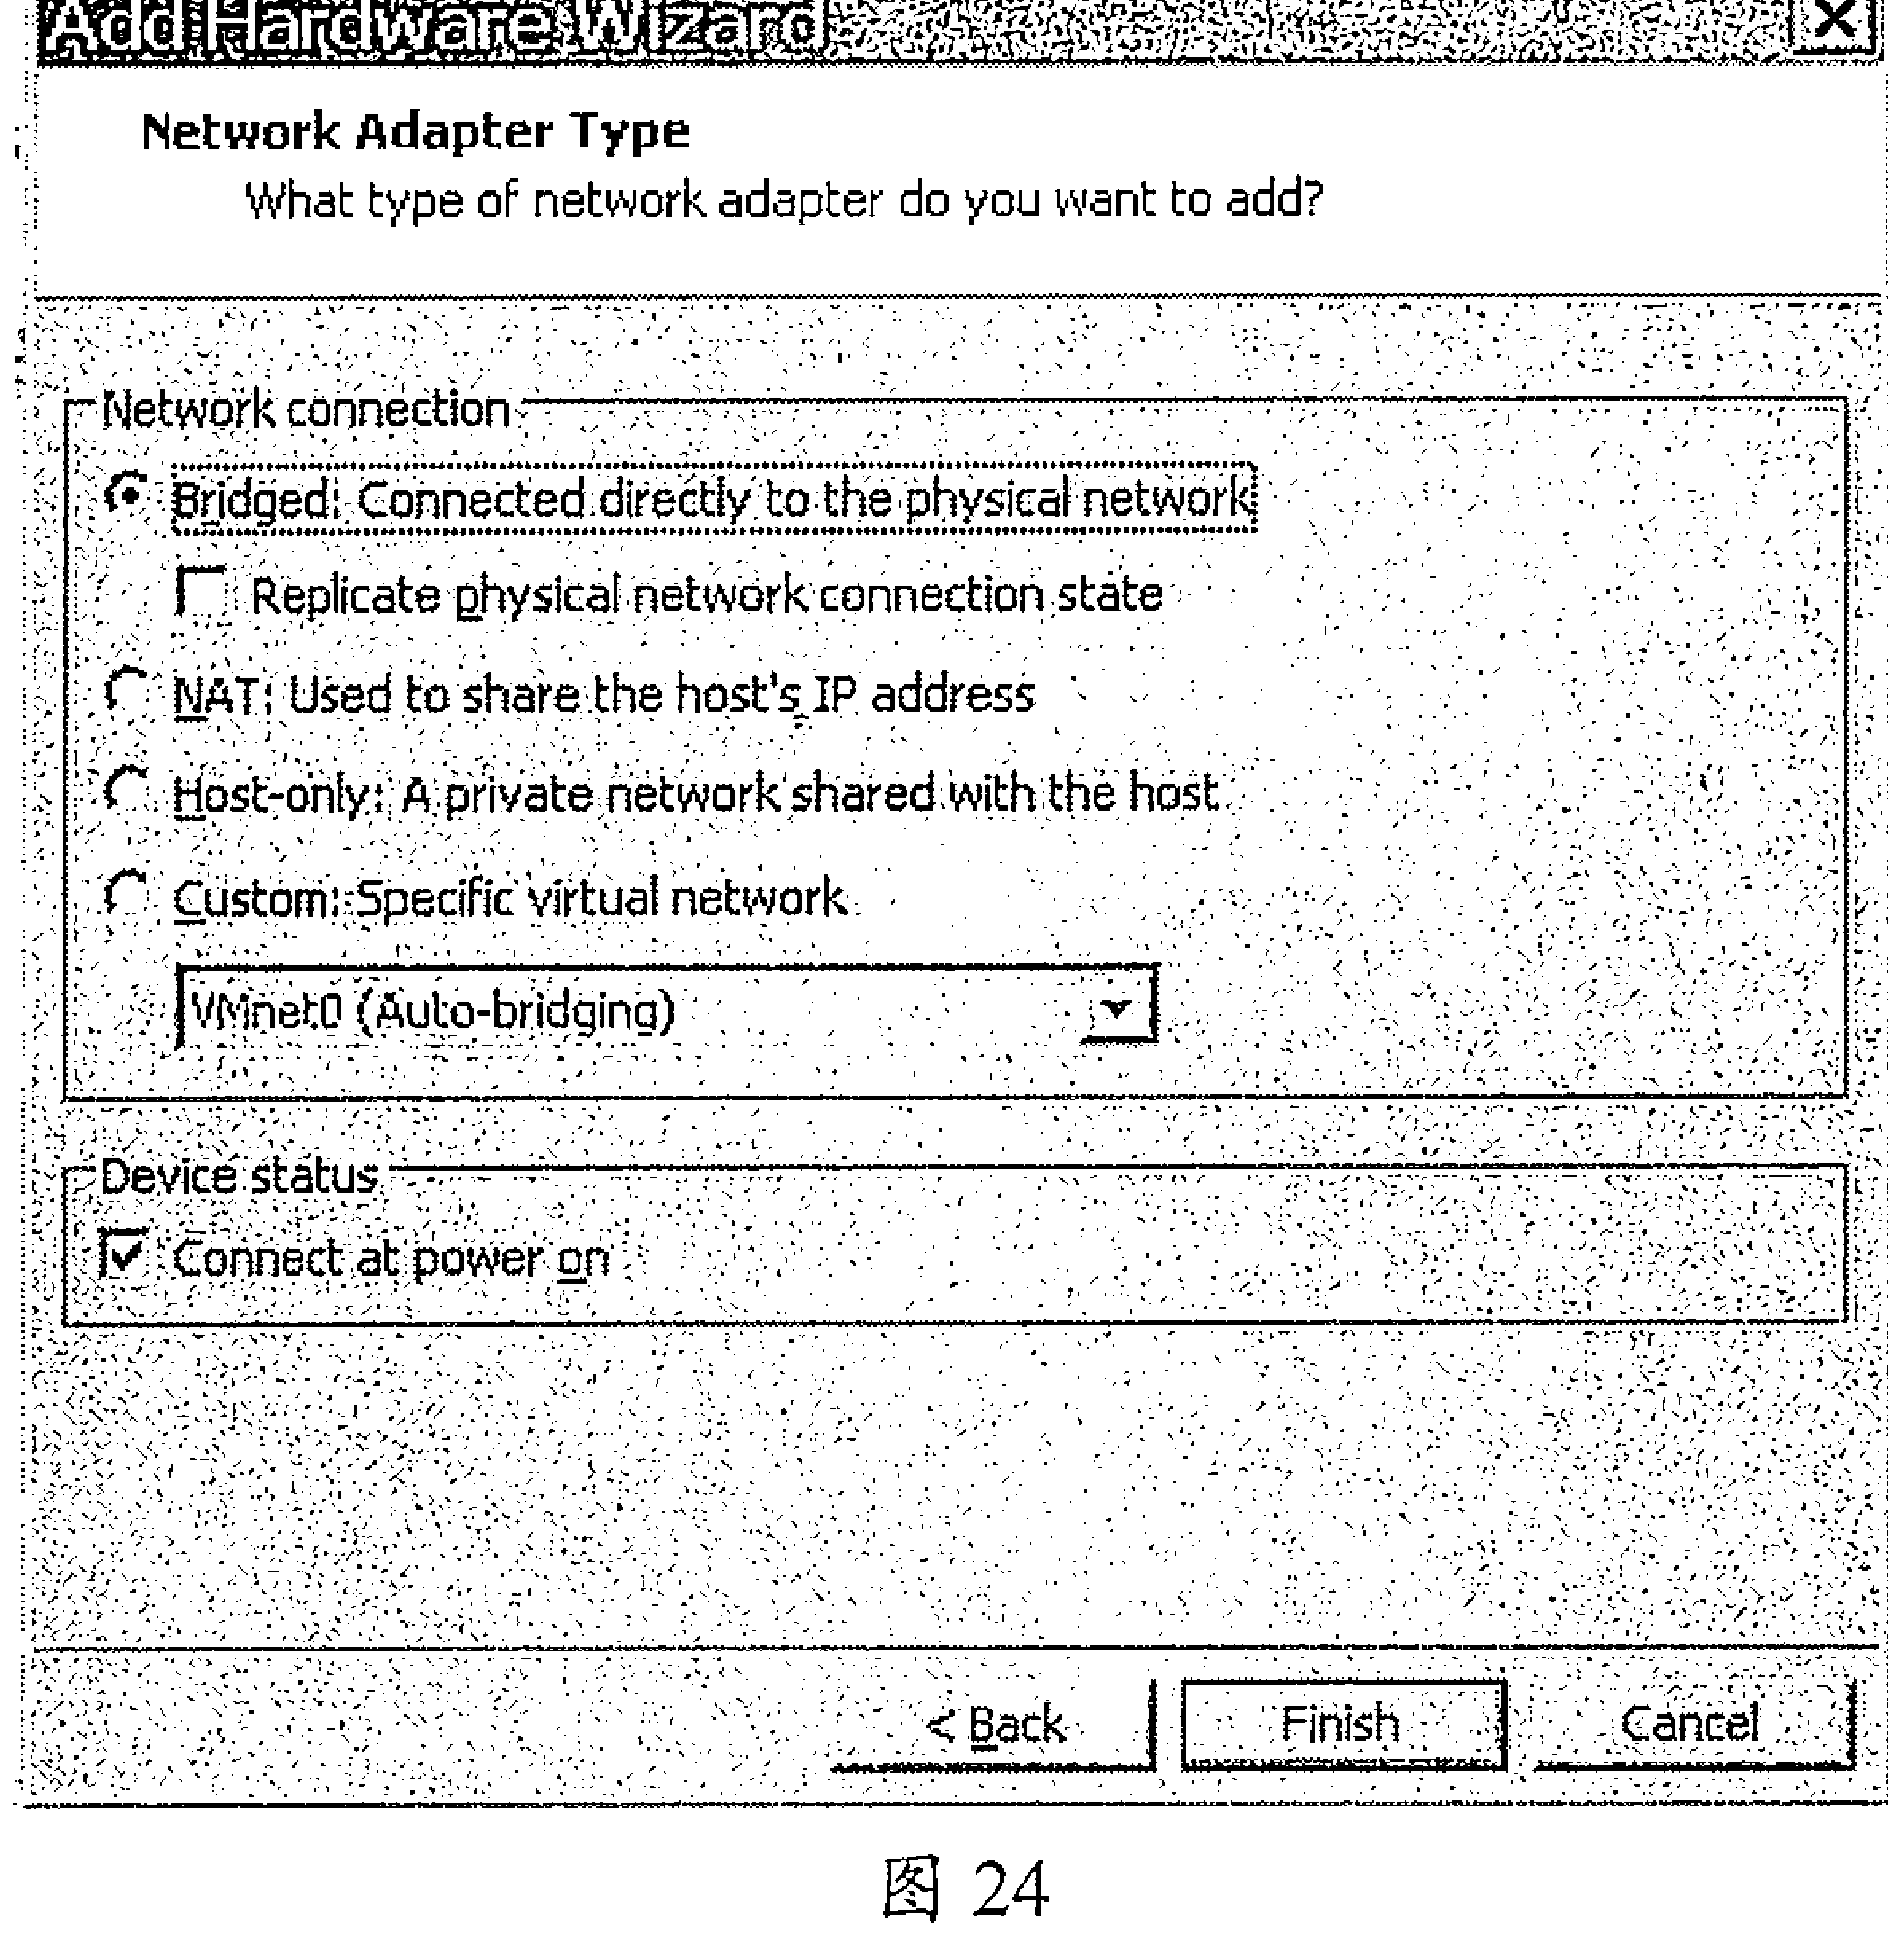 Add Hardware Wizard
Network Adapter Type
What type of network adapter do you want to add?
Network connection
Bridged: Connected directly to the physical network
Replicate physical network connection state
NAT: Used to share the host's IP address
Host-only: A private network shared with the host
Custom: Specific virtual network
VMnet0 (Auto-bridging)
Device status
Connect at power on
< Back
Finish
Cancel
图 24